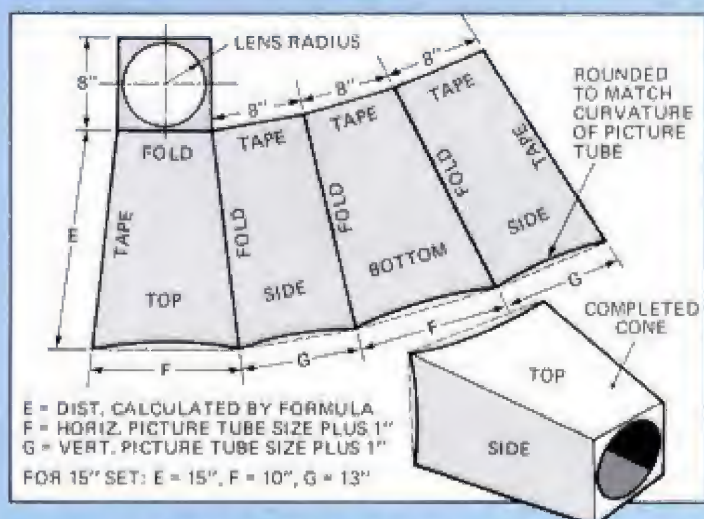 LENS RADIUS
8"
8"
8"
8"
ROUNDED
TO MATCH
CURVATURE
OF PICTURE
TUBE
FOLD
TAPE
TAPE
TAPE
TAPE
FOLD
FOLD
FOLD
TAPE
E
TOP
SIDE
BOTTOM
SIDE
F
G
F
G
COMPLETED
CONE
TOP
SIDE
E = DIST. CALCULATED BY FORMULA
F = HORIZ. PICTURE TUBE SIZE PLUS 1"
G = VERT. PICTURE TUBE SIZE PLUS 1"
FOR 15" SET: E = 15", F = 10", G = 13"